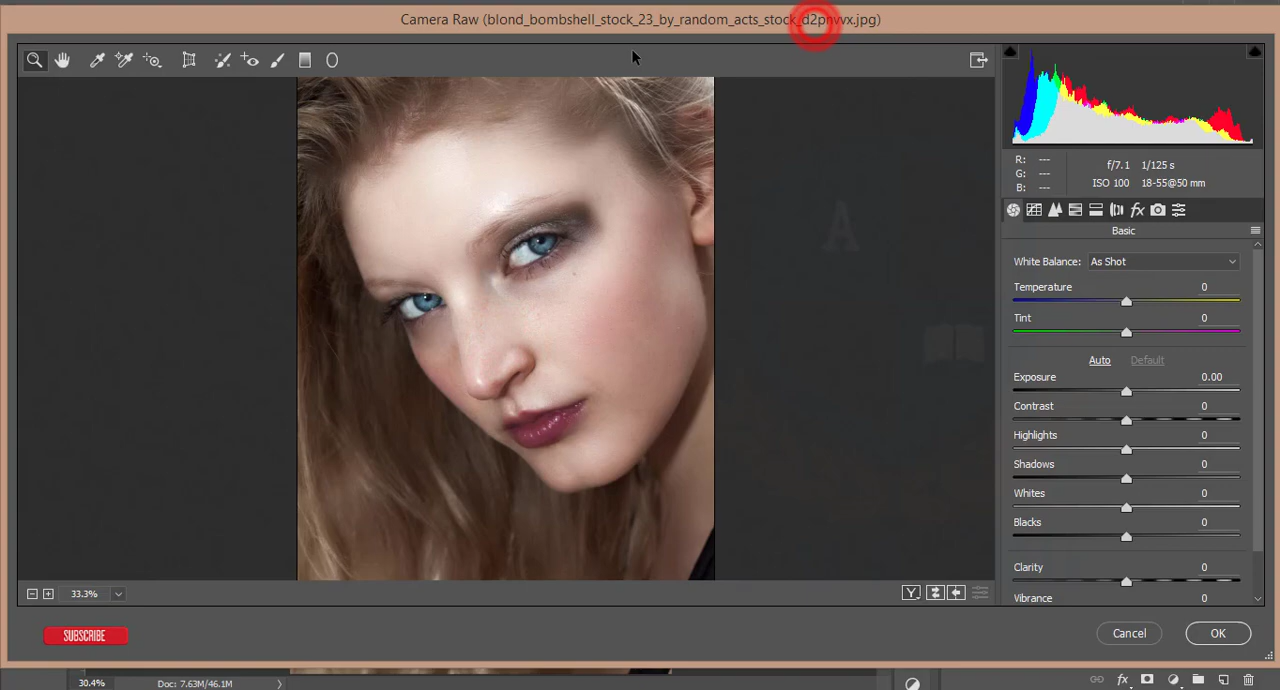 Camera Raw (blond_bombshell_stock_23_by_random_acts_stock_d2pnvvx.jpg)
R: ---
G: ---
B: ---
f/7.1 1/125 s
ISO 100 18-55@50 mm
fx
Basic
White Balance: As Shot
Temperature 0
Tint 0
Auto Default
Exposure 0.00
Contrast 0
Highlights 0
Shadows 0
Whites 0
Blacks 0
Clarity 0
Vibrance 0
A
33.3%
Y
SUBSCRIBE
Cancel OK
30.4% Doc: 7.63M/46.1M
fx